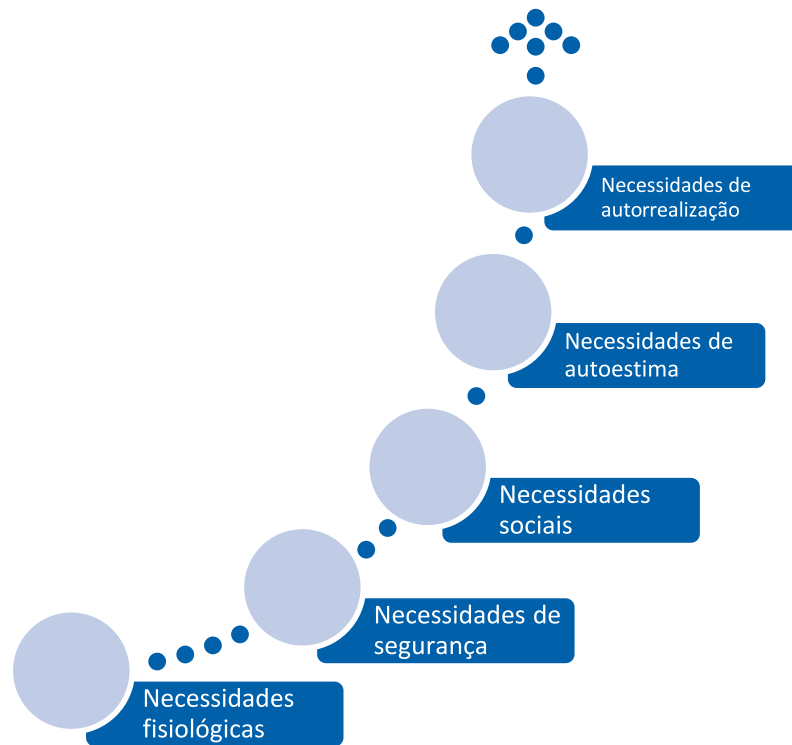 Necessidades de
autorrealização
Necessidades de
autoestima
Necessidades
sociais
Necessidades de
segurança
Necessidades
fisiológicas